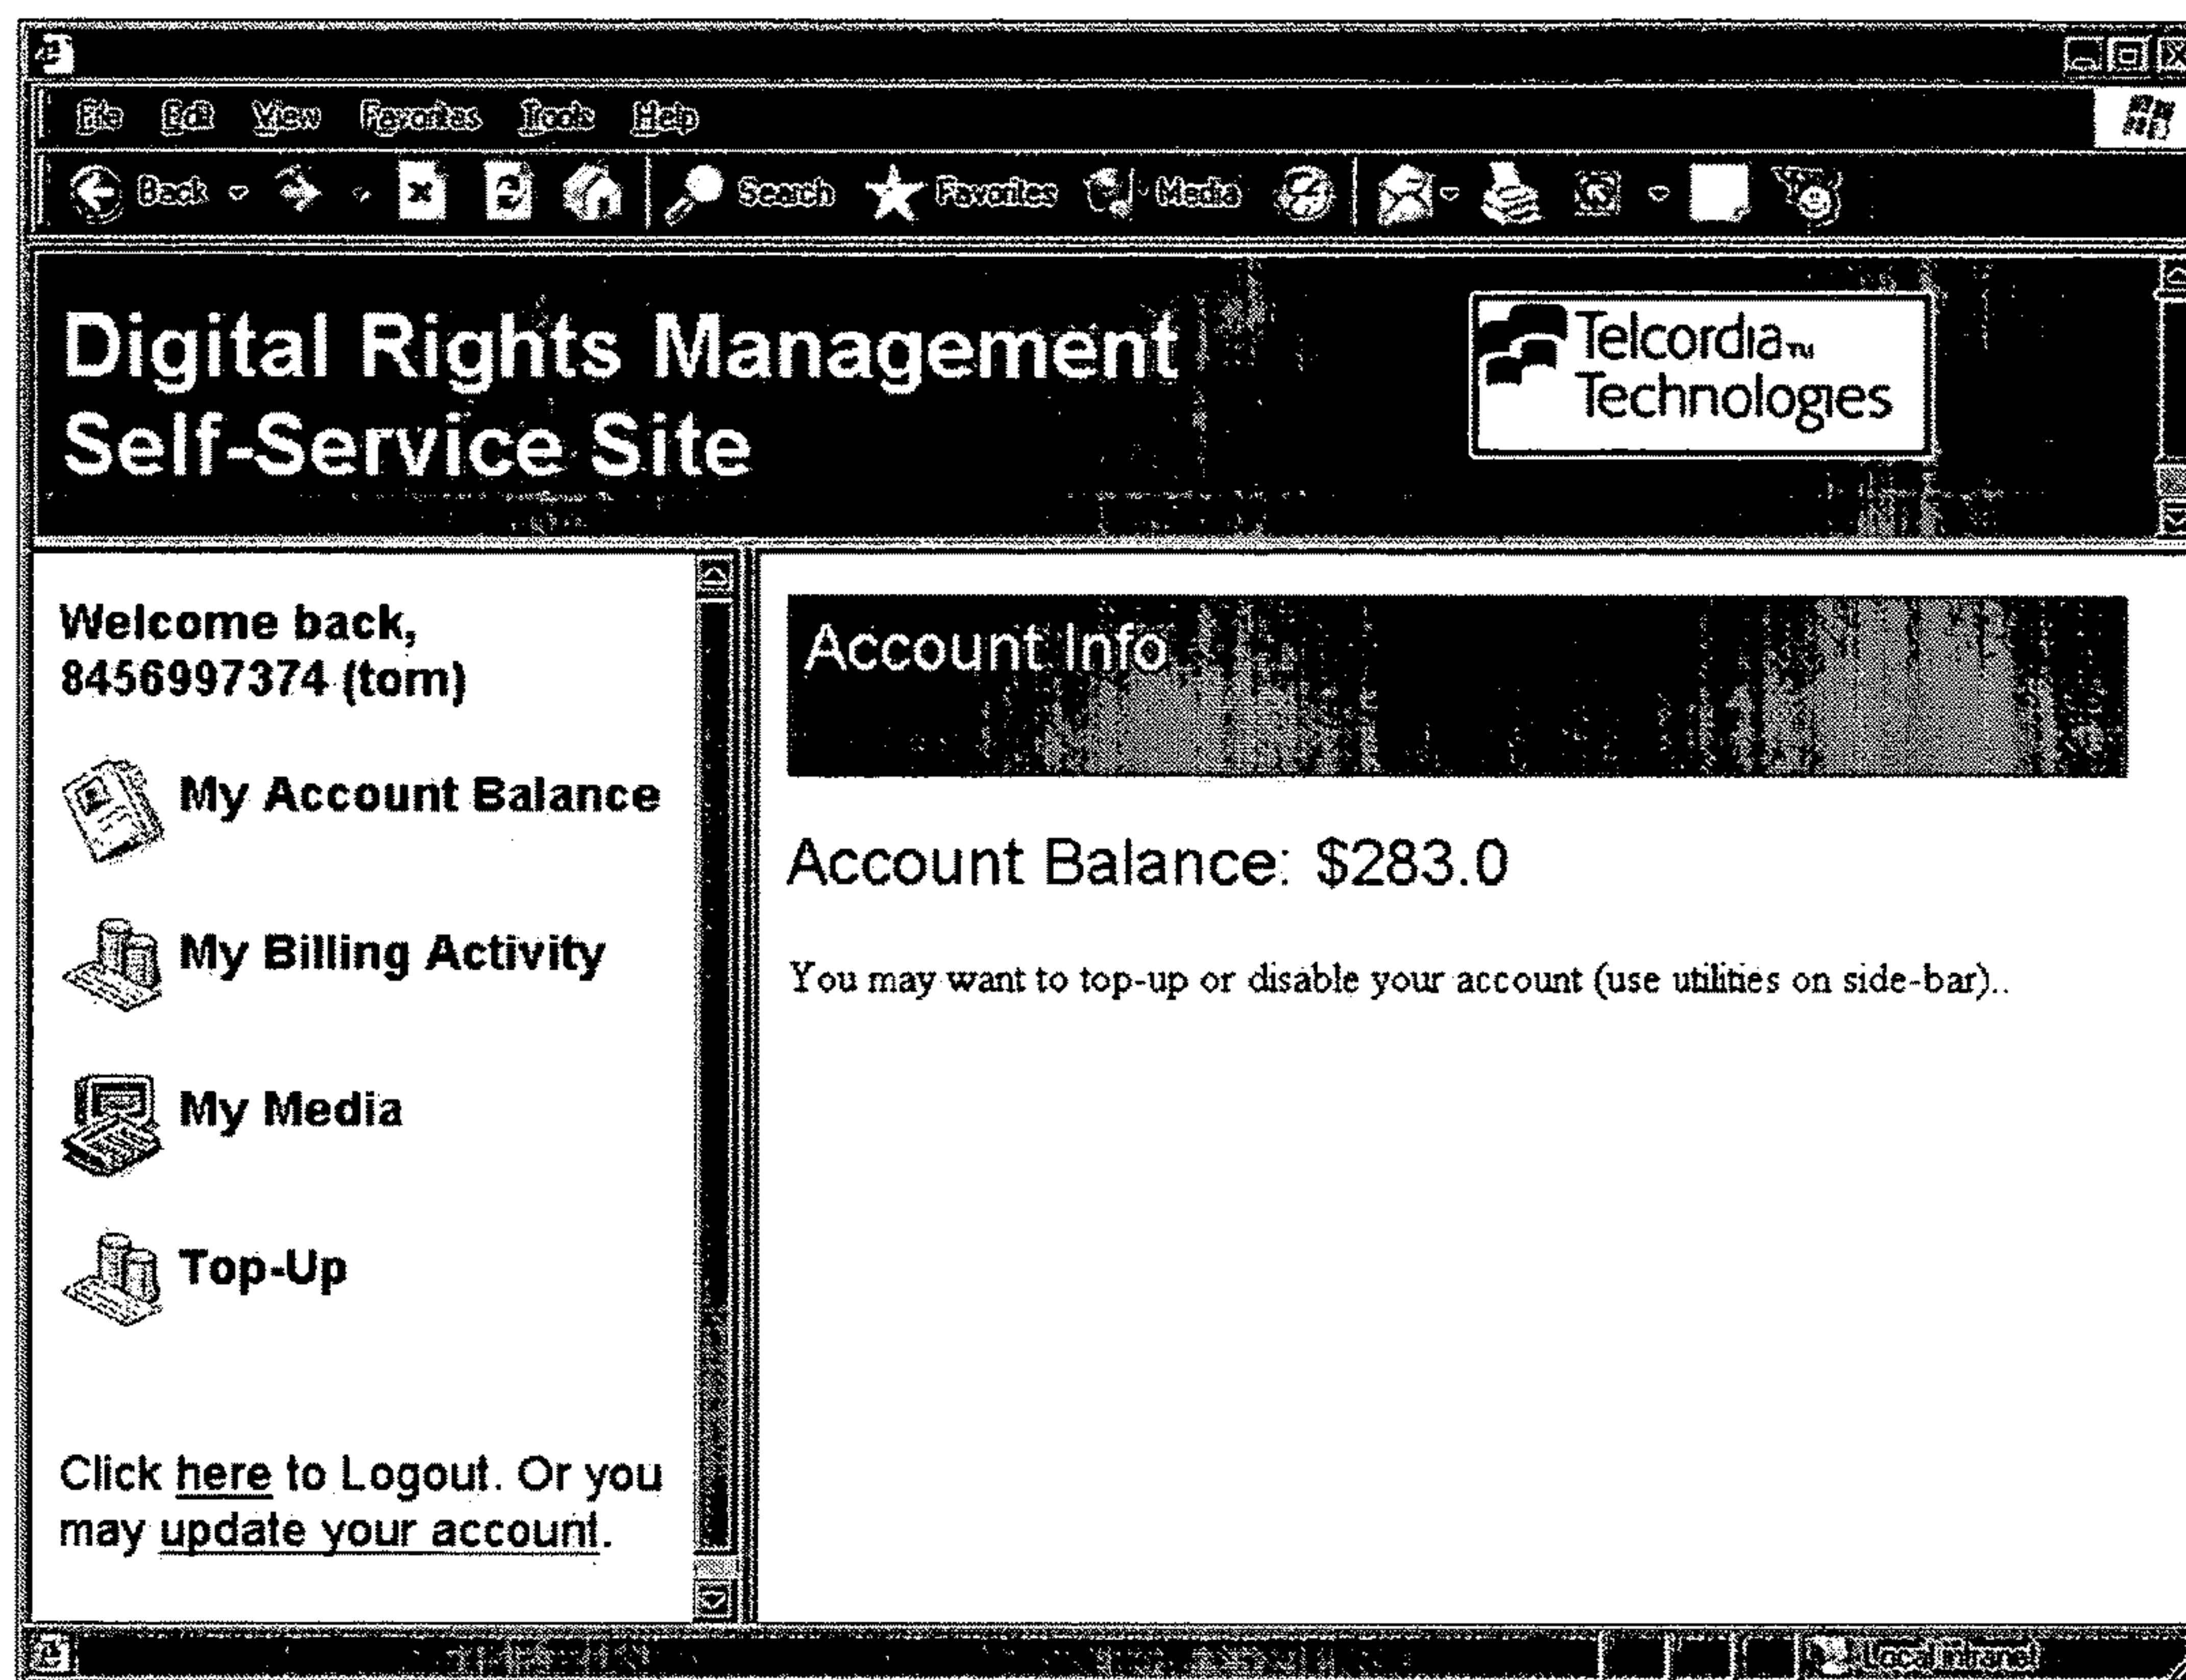 File Edit View Favorites Tools Help
Back Search Favorites Media
Digital Rights Management
Self-Service Site
Telcordia™
Technologies
Welcome back,
8456997374 (tom)
My Account Balance
My Billing Activity
My Media
Top-Up
Click here to Logout. Or you
may update your account.
Account Info
Account Balance: $283.0
You may want to top-up or disable your account (use utilities on side-bar)..
Local intranet